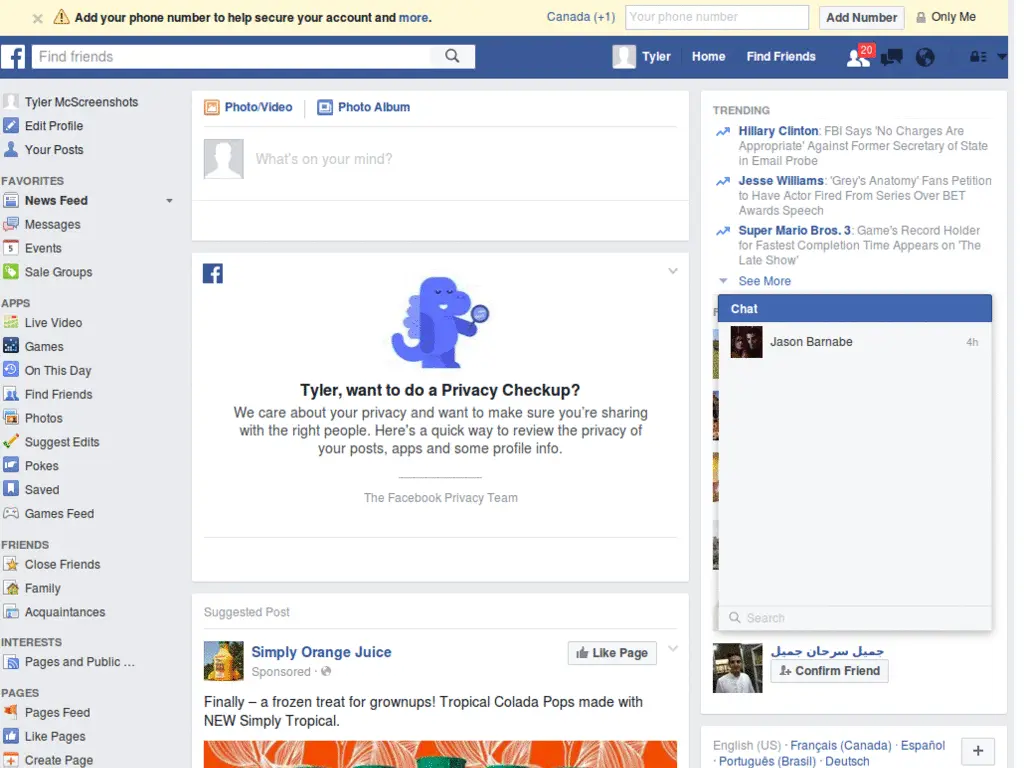 Add your phone number to help secure your account and more.
Canada (+1)
Your phone number
Add Number
Only Me
Find friends
Tyler
Home
Find Friends
20
Tyler McScreenshots
Edit Profile
Your Posts
FAVORITES
News Feed
Messages
5
Events
Sale Groups
APPS
Live Video
Games
On This Day
Find Friends
Photos
Suggest Edits
Pokes
Saved
Games Feed
FRIENDS
Close Friends
Family
Acquaintances
INTERESTS
Pages and Public ...
PAGES
Pages Feed
Like Pages
Create Page
Photo/Video
Photo Album
What's on your mind?
Tyler, want to do a Privacy Checkup?
We care about your privacy and want to make sure you're sharing
with the right people. Here's a quick way to review the privacy of
your posts, apps and some profile info.
The Facebook Privacy Team
Suggested Post
Simply Orange Juice
Sponsored ·
Like Page
Finally – a frozen treat for grownups! Tropical Colada Pops made with
NEW Simply Tropical.
TRENDING
Hillary Clinton: FBI Says 'No Charges Are
Appropriate' Against Former Secretary of State
in Email Probe
Jesse Williams: 'Grey's Anatomy' Fans Petition
to Have Actor Fired From Series Over BET
Awards Speech
Super Mario Bros. 3: Game's Record Holder
for Fastest Completion Time Appears on 'The
Late Show'
See More
Chat
Jason Barnabe
4h
Search
جميل سرحان جميل
Confirm Friend
English (US) · Français (Canada) · Español
· Português (Brasil) · Deutsch